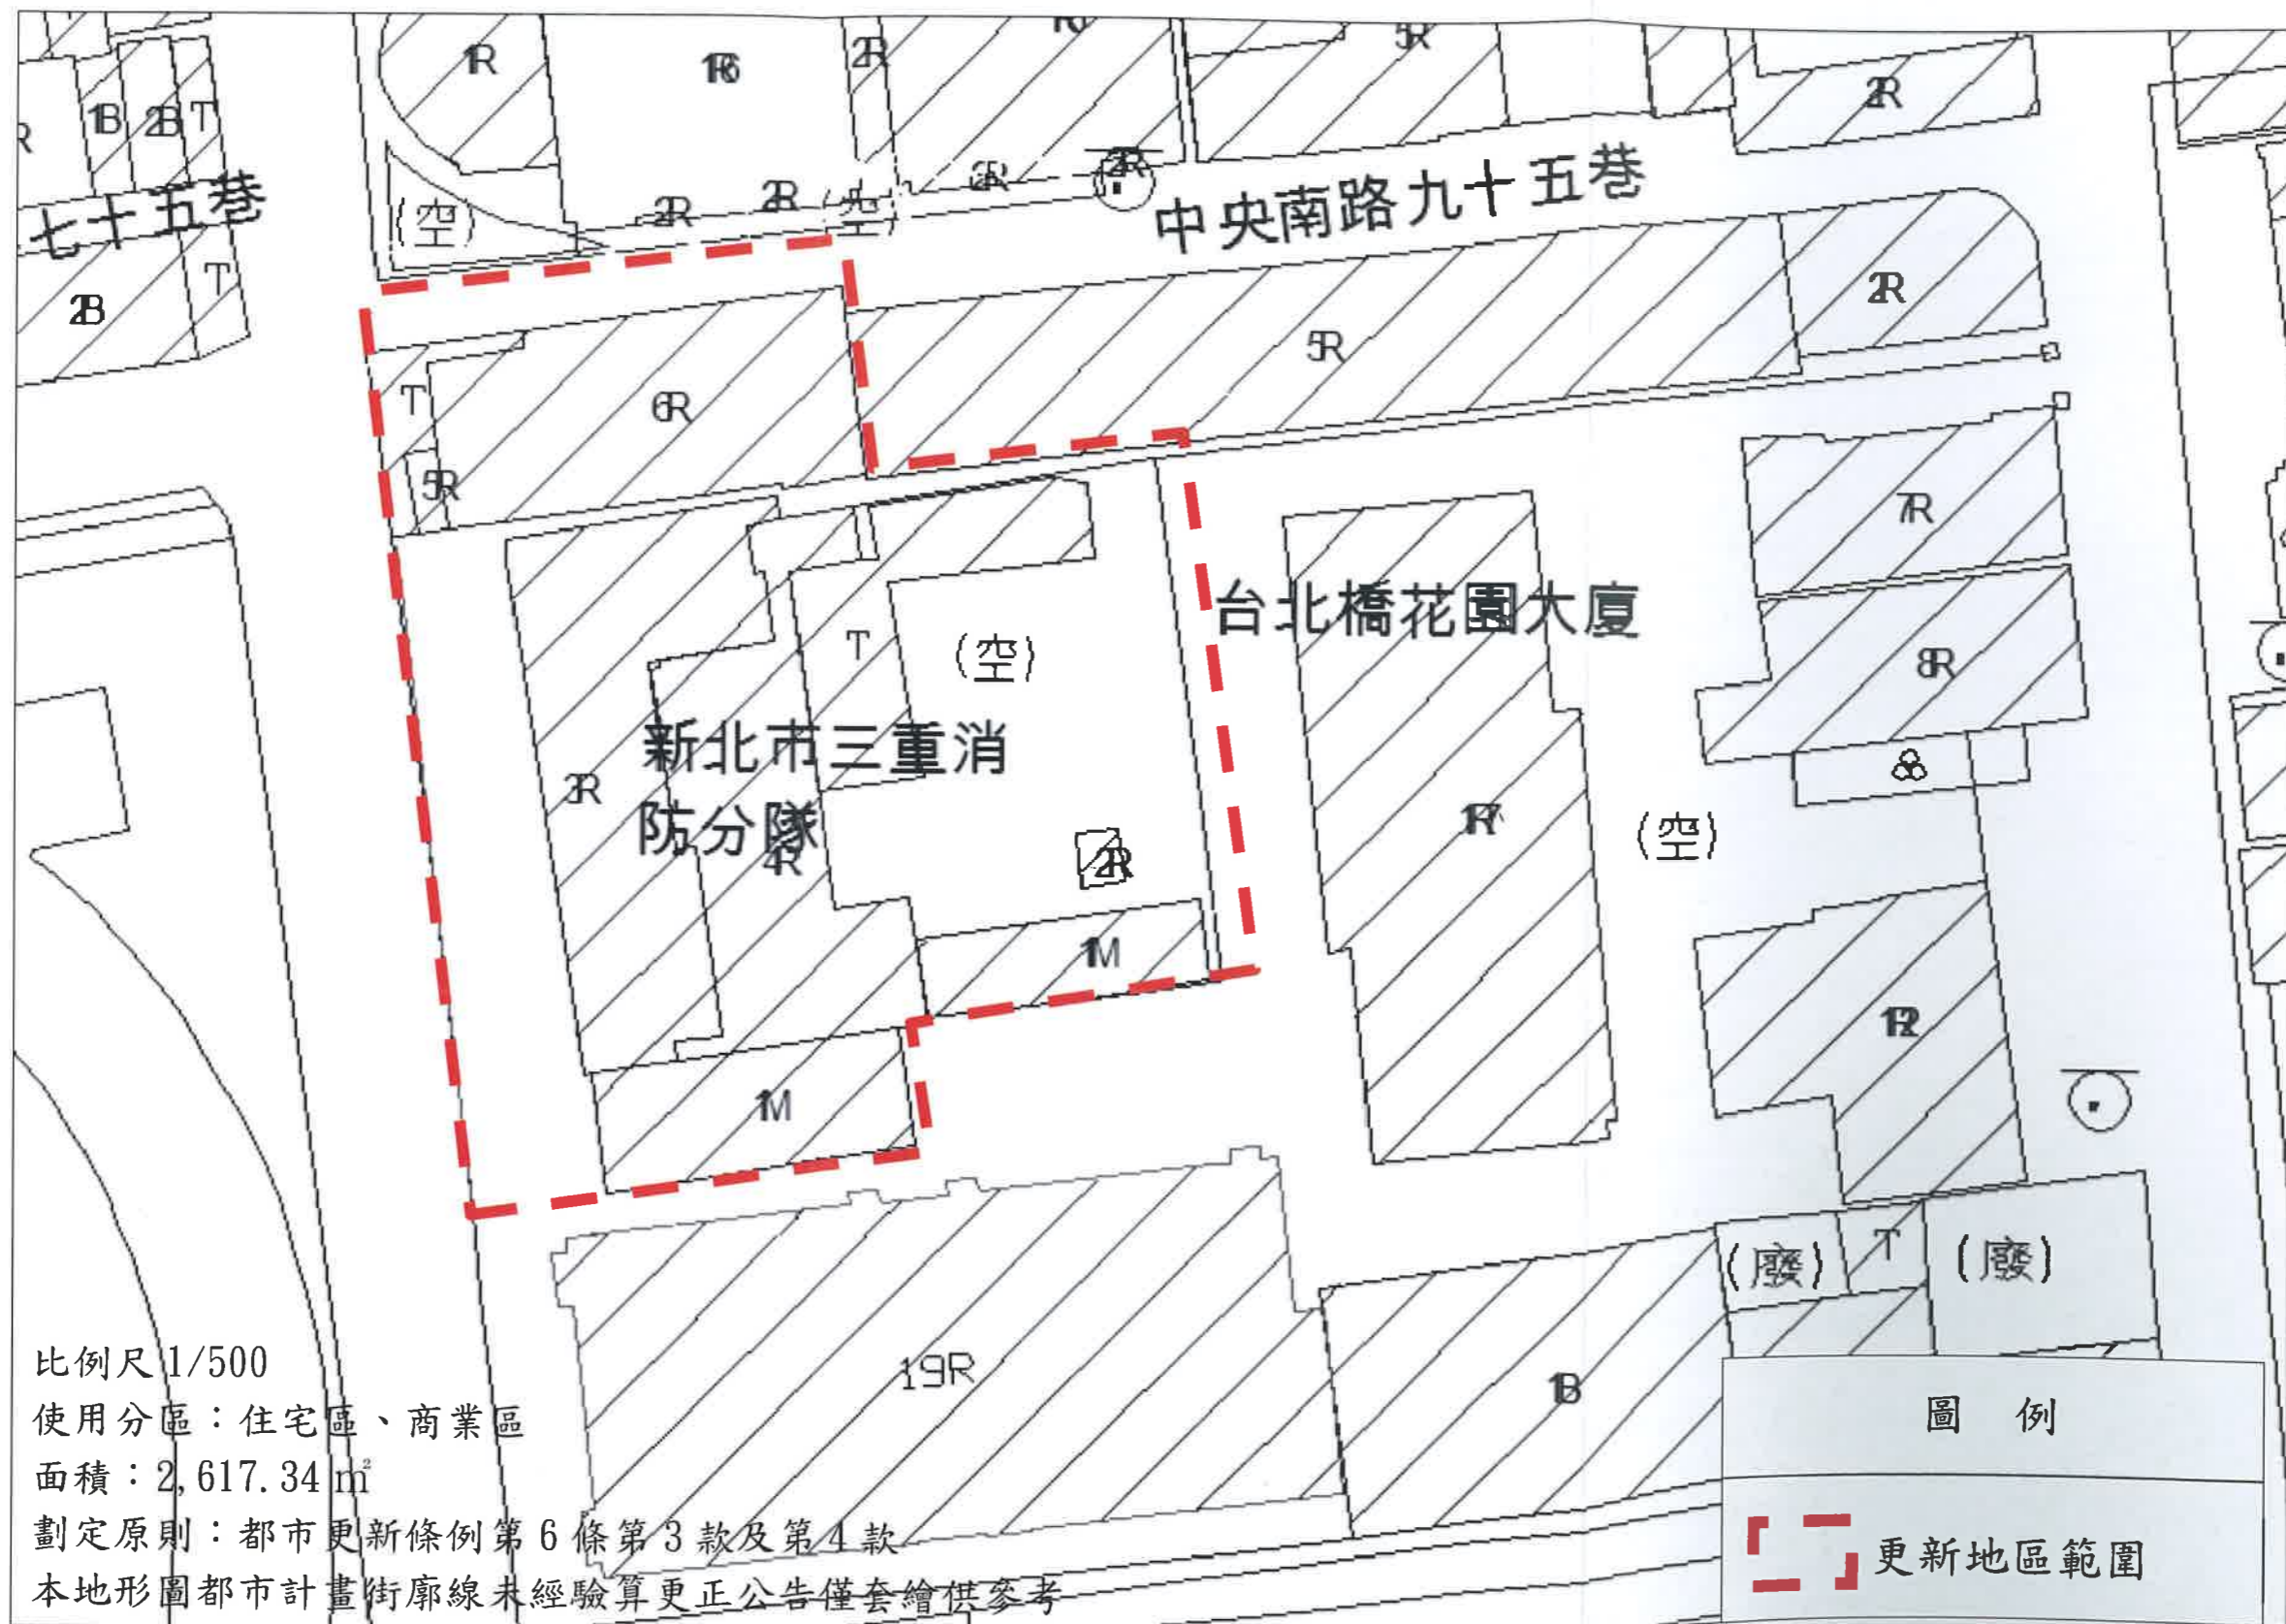 1R
1R6
2R
5R
2R
1B
2B
T
2R
2R
(空)
(空)
2R
七十五巷
中央南路九十五巷
2B
T
2R
5R
T
6R
5R
7R
台北橋花園大廈
T
(空)
8R
新北市三重消
防分隊
3R
4R
2R
1R7
(空)
1M
1R2
1M
(廢)
T
(廢)
19R
1B
比例尺 1/500
使用分區：住宅區、商業區
面積：2,617.34 ㎡
劃定原則：都市更新條例第 6 條第 3 款及第 4 款
本地形圖都市計畫街廓線未經驗算更正公告僅套繪供參考
圖 例
更新地區範圍